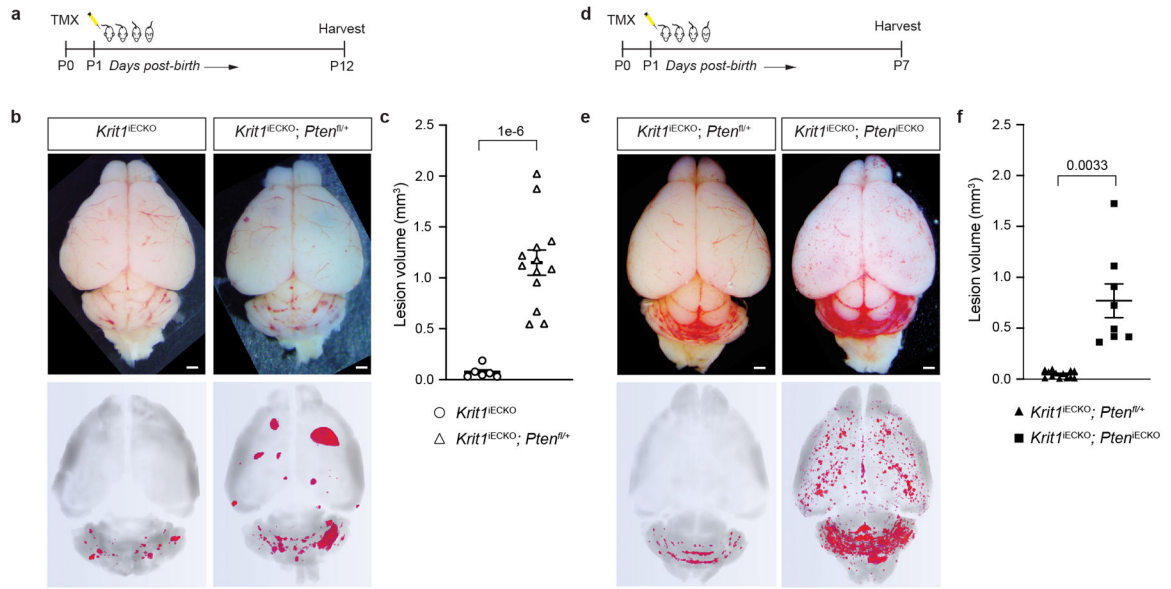 a
TMX
Harvest
P0 P1 Days post-birth P12
d
TMX
Harvest
P0 P1 Days post-birth P7
b
Krit1iECKO
Krit1iECKO; Ptenfl/+
c
Lesion volume (mm3)
2.5
2.0
1.5
1.0
0.5
0.0
1e-6
Krit1iECKO
Krit1iECKO; Ptenfl/+
e
Krit1iECKO; Ptenfl/+
Krit1iECKO; PteniECKO
f
Lesion volume (mm3)
2.5
2.0
1.5
1.0
0.5
0.0
0.0033
Krit1iECKO; Ptenfl/+
Krit1iECKO; PteniECKO